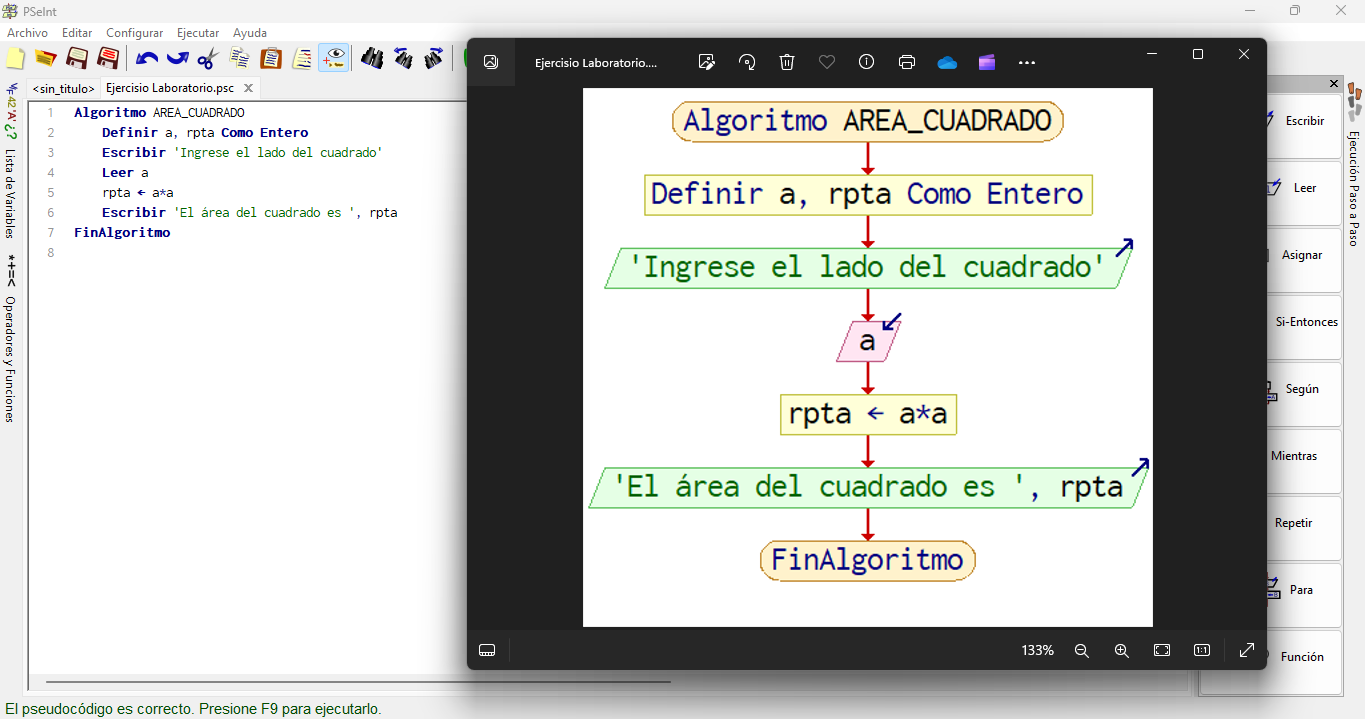 PSeInt
Archivo Editar Configurar Ejecutar Ayuda
<sin_titulo> Ejercisio Laboratorio.psc
Lista de Variables
Operadores y Funciones
1 Algoritmo AREA_CUADRADO
2 Definir a, rpta Como Entero
3 Escribir 'Ingrese el lado del cuadrado'
4 Leer a
5 rpta ← a*a
6 Escribir 'El área del cuadrado es ', rpta
7 FinAlgoritmo
8
Ejercisio Laboratorio....
Algoritmo AREA_CUADRADO
Definir a, rpta Como Entero
'Ingrese el lado del cuadrado'
a
rpta ← a*a
'El área del cuadrado es ', rpta
FinAlgoritmo
133%
1:1
Escribir
Leer
Asignar
Si-Entonces
Según
Mientras
Repetir
Para
Función
Ejecución Paso a Paso
El pseudocódigo es correcto. Presione F9 para ejecutarlo.